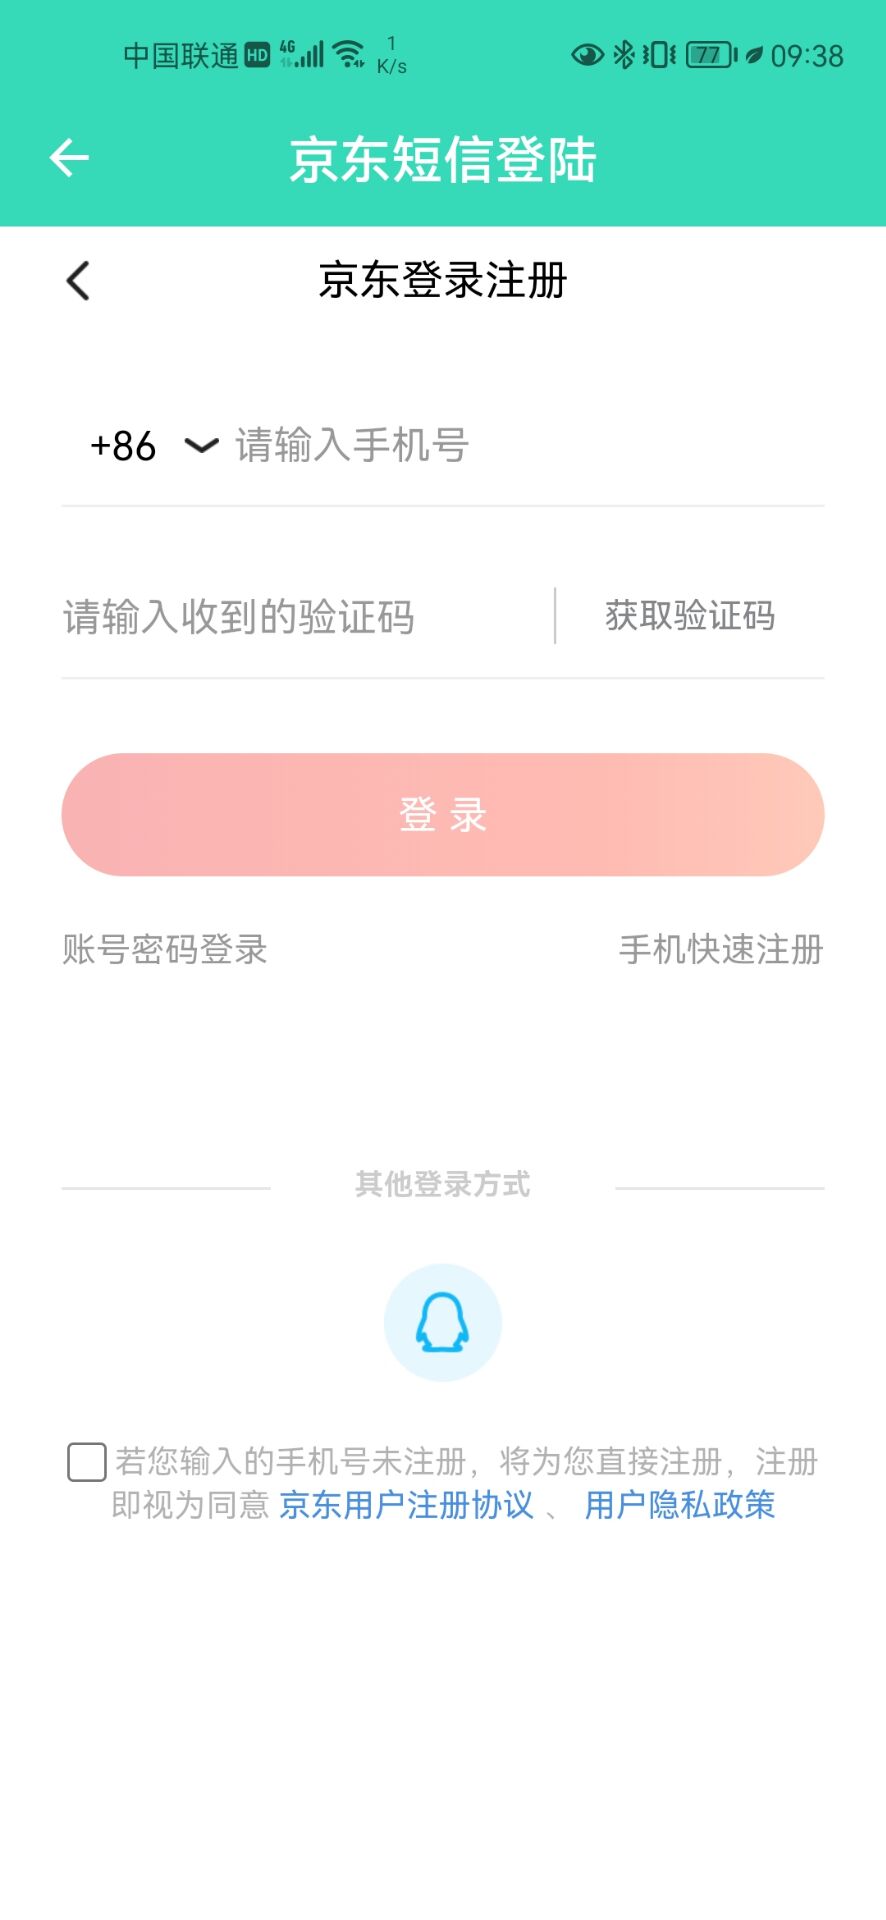 中国联通 HD 4G 1 K/s 77 09:38
京东短信登陆
京东登录注册
+86 请输入手机号
请输入收到的验证码 获取验证码
登 录
账号密码登录 手机快速注册
其他登录方式
若您输入的手机号未注册，将为您直接注册，注册
即视为同意 京东用户注册协议 、 用户隐私政策